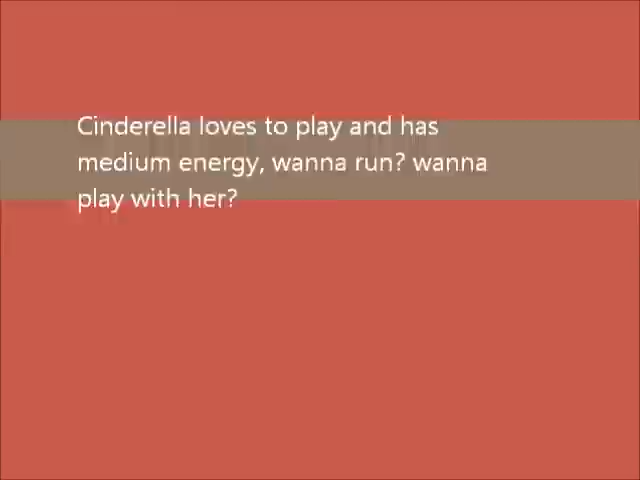 Cinderella loves to play and has
medium energy, wanna run? wanna
play with her?